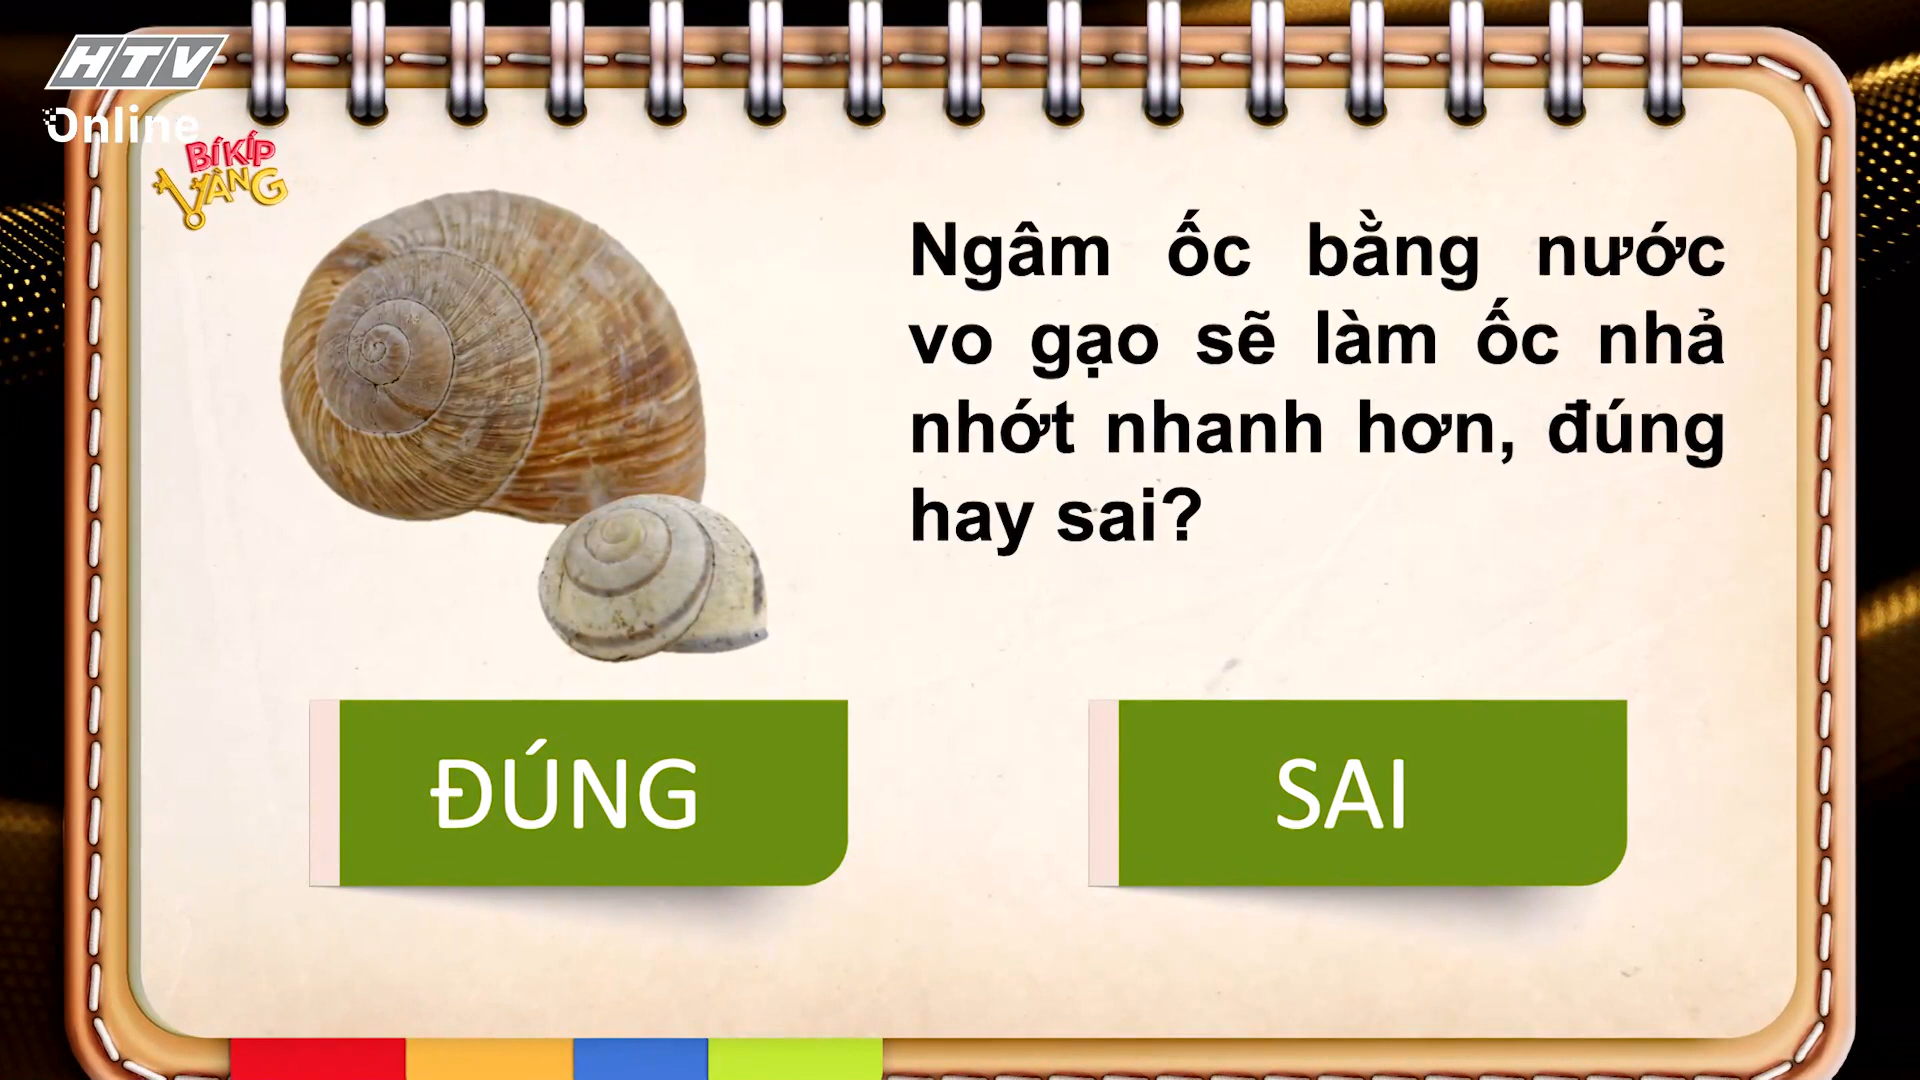 HTV
Online
BÍ KÍP
VÀNG
Ngâm ốc bằng nước
vo gạo sẽ làm ốc nhả
nhớt nhanh hơn, đúng
hay sai?
ĐÚNG
SAI